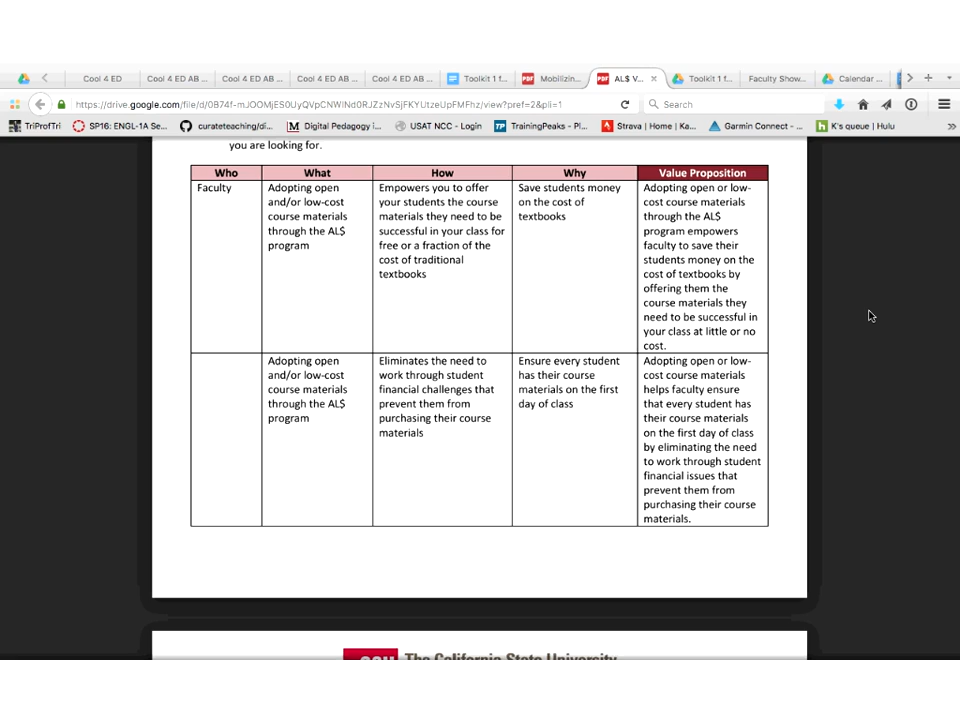 Cool 4 ED
Cool 4 ED AB ...
Cool 4 ED AB ...
Cool 4 ED AB ...
Cool 4 ED AB ...
Toolkit 1 f...
Mobilizin...
AL$ V...
Toolkit 1 f...
Faculty Show...
Calendar ...
https://drive.google.com/file/d/0B74f-mJOOMjES0UyQVpCNWlNd0RJZzNvSjFKYUtzeUpFMFhz/view?pref=2&pli=1
Search
TriProfTri
SP16: ENGL-1A Se...
curateteaching/di...
Digital Pedagogy i...
USAT NCC - Login
TrainingPeaks - Pl...
Strava | Home | Ka...
Garmin Connect - ...
K's queue | Hulu
you are looking for.
Who
What
How
Why
Value Proposition
Faculty
Adopting open
and/or low-cost
course materials
through the AL$
program
Empowers you to offer
your students the course
materials they need to be
successful in your class for
free or a fraction of the
cost of traditional
textbooks
Save students money
on the cost of
textbooks
Adopting open or low-
cost course materials
through the AL$
program empowers
faculty to save their
students money on the
cost of textbooks by
offering them the
course materials they
need to be successful in
your class at little or no
cost.
Adopting open
and/or low-cost
course materials
through the AL$
program
Eliminates the need to
work through student
financial challenges that
prevent them from
purchasing their course
materials
Ensure every student
has their course
materials on the first
day of class
Adopting open or low-
cost course materials
helps faculty ensure
that every student has
their course materials
on the first day of class
by eliminating the need
to work through student
financial issues that
prevent them from
purchasing their course
materials.
The California State University